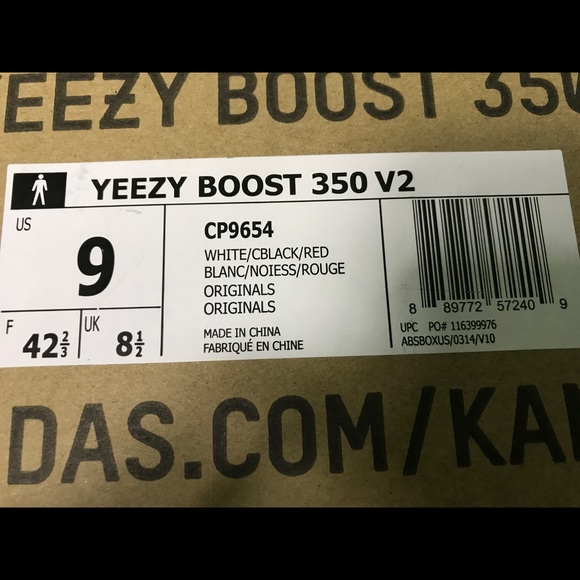 YEEZY BOOST 350
YEEZY BOOST 350 V2
US
9
F
42⅔
UK
8½
CP9654
WHITE/CBLACK/RED
BLANC/NOIESS/ROUGE
ORIGINALS
ORIGINALS
MADE IN CHINA
FABRIQUÉ EN CHINE
8 89772 57240 9
UPC PO# 116399976
ABSBOXUS/0314/V10
DAS.COM/KA